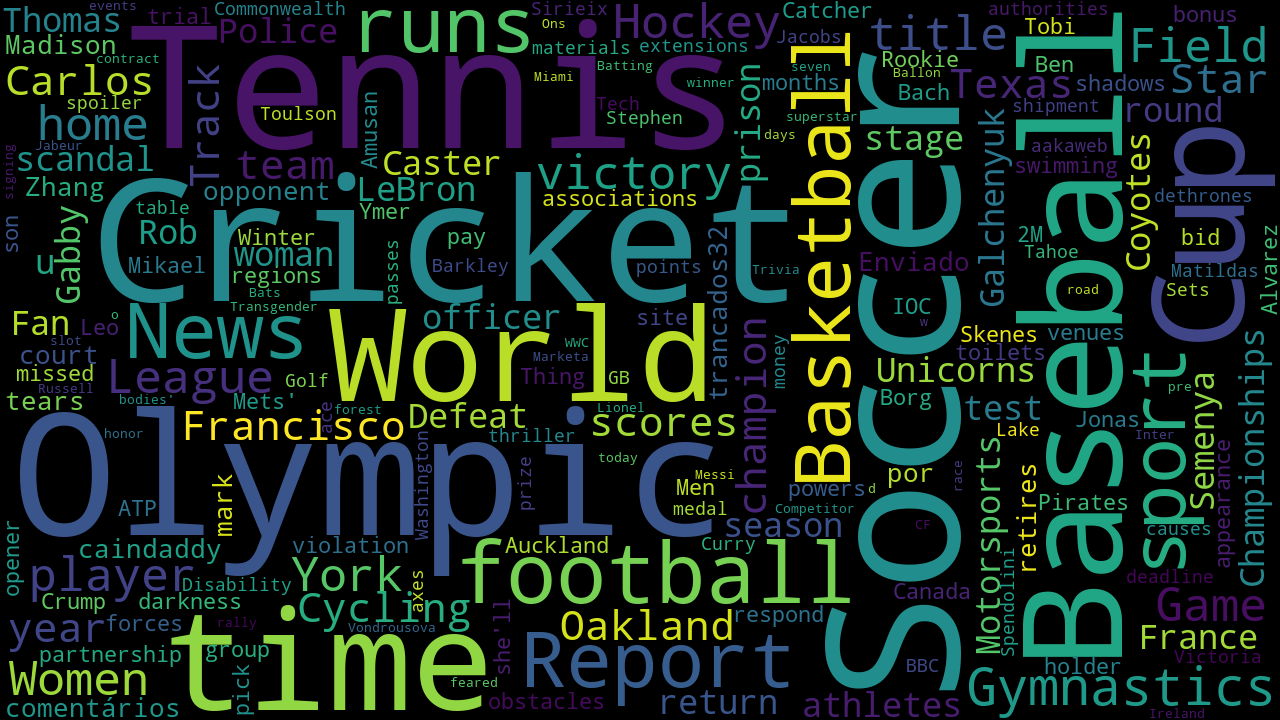 Thomas
events
trial
Commonwealth
Sirieix
Ons
Hockey
Catcher
authorities
bonus
Madison
Police
runs
Tennis
materials
extensions
Jacobs
title
Tobi
Field
contract
Carlos
Track
Miami
Batting
seven
Rookie
Ballon
Texas
Ben
shadows
Star
spoiler
Toulson
Tech
winner
months
Bach
home
Amusan
Stephen
prison
superstar
days
shipment
round
Jabeur
signing
scandal
team
Caster
victory
Basketball
stage
Galchenyuk
aakaweb
swimming
Coyotes
Zhang
opponent
LeBron
associations
Soccer
Baseball
Cup
dethrones
son
Gabby
table
Rob
Winter
Ymer
Cricket
2M
bid
u
Mikael
woman
pay
passes
Barkley
points
trancados32
Trivia
Enviado
Tahoe
Matildas
Alvarez
regions
Bats
Transgender
road
Sets
Fan
Leo
o
News
World
officer
site
IOC
w
Skenes
venues
slot
court
wwc
Marketa
money
toilets
missed
League
Golf
Thing
GB
champion
Unicorns
sport
pre
Championships
tears
Russell
bodies'
Mets'
ace
forest
Lionel
Borg
test
Jonas
Semenya
Olympic
honor
Francisco
Defeat
scores
thriller
Lake
Inter
today
Washington
prize
Messi
por
race
Motorsports
retires
mark
Men
powers
d
Pirates
appearance
ATP
medal
Competitor
season
CF
causes
opener
caindaddy
violation
Auckland
Curry
football
player
Disability
York
axes
Canada
Spendolini
deadline
Crump
darkness
Cycling
she'll
respond
Game
year
forces
rally
time
Vondrousova
Oakland
France
partnership
group
Report
BBC
holder
Victoria
Women
pick
feared
obstacles
return
athletes
Gymnastics
comentários
Ireland